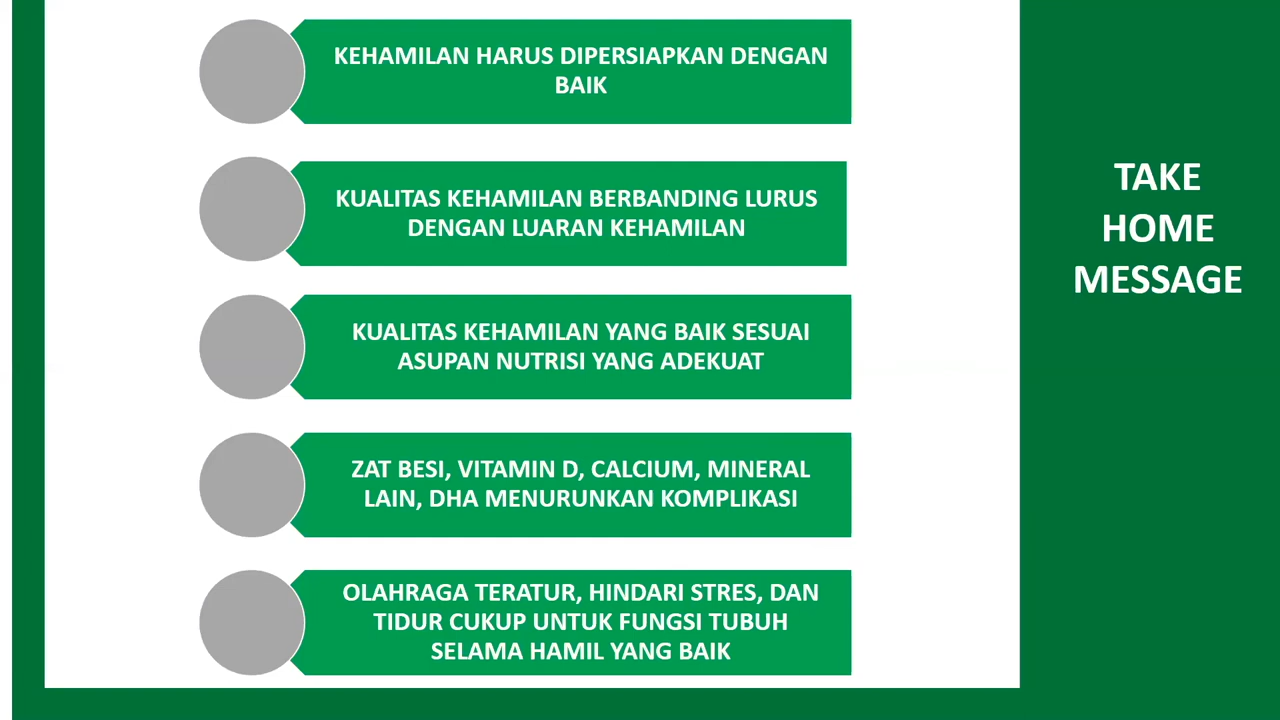 KEHAMILAN HARUS DIPERSIAPKAN DENGAN
BAIK
KUALITAS KEHAMILAN BERBANDING LURUS
DENGAN LUARAN KEHAMILAN
KUALITAS KEHAMILAN YANG BAIK SESUAI
ASUPAN NUTRISI YANG ADEKUAT
ZAT BESI, VITAMIN D, CALCIUM, MINERAL
LAIN, DHA MENURUNKAN KOMPLIKASI
OLAHRAGA TERATUR, HINDARI STRES, DAN
TIDUR CUKUP UNTUK FUNGSI TUBUH
SELAMA HAMIL YANG BAIK
TAKE
HOME
MESSAGE